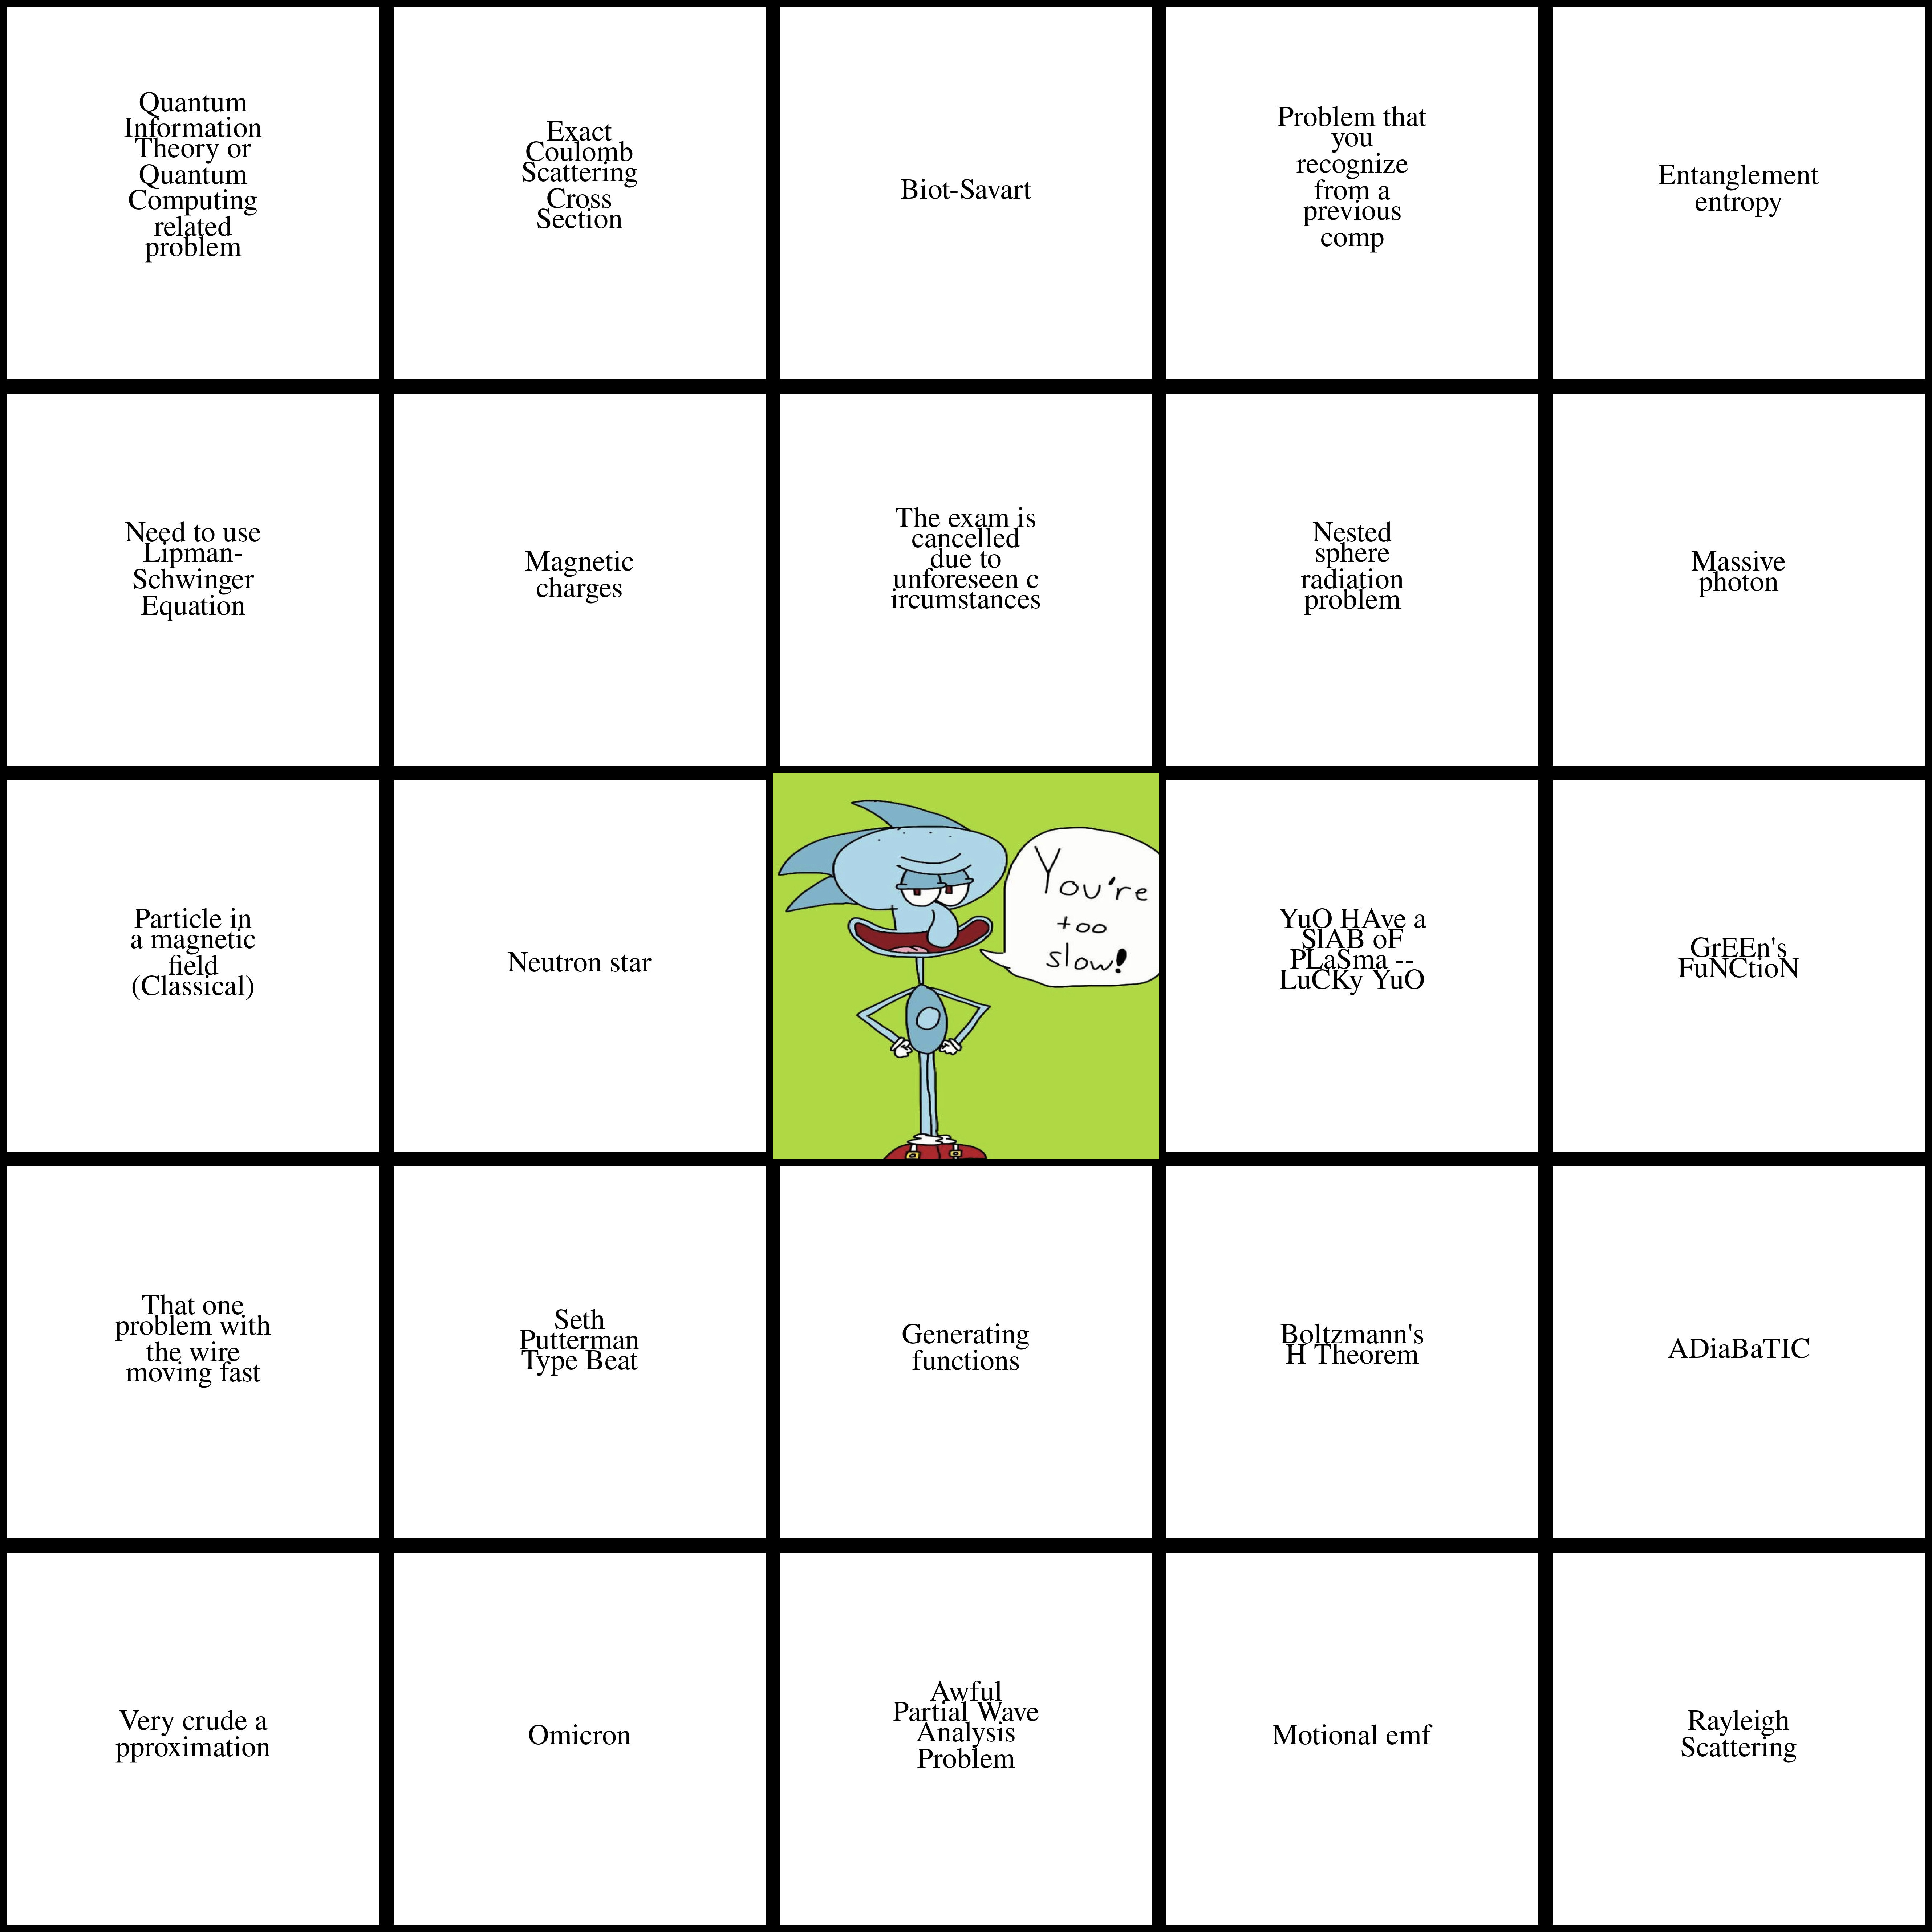 Quantum
Information
Theory or
Quantum
Computing
related
problem
Exact
Coulomb
Scattering
Cross
Section
Biot-Savart
Problem that
you
recognize
from a
previous
comp
Entanglement
entropy
Need to use
Lipman-
Schwinger
Equation
Magnetic
charges
The exam is
cancelled
due to
unforeseen c
ircumstances
Nested
sphere
radiation
problem
Massive
photon
Particle in
a magnetic
field
(Classical)
Neutron star
You're
too
slow!
YuO HAve a
SlAB oF
PLaSma --
LuCKy YuO
GrEEn's
FuNCtioN
That one
problem with
the wire
moving fast
Seth
Putterman
Type Beat
Generating
functions
Boltzmann's
H Theorem
ADiaBaTIC
Very crude a
pproximation
Omicron
Awful
Partial Wave
Analysis
Problem
Motional emf
Rayleigh
Scattering